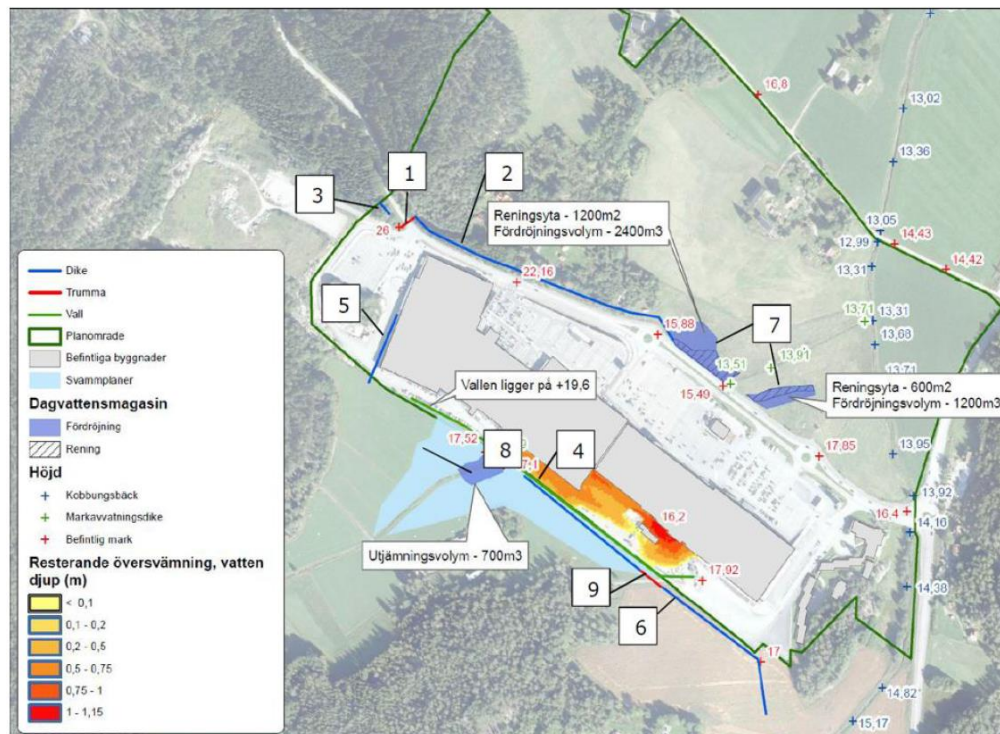 16,8
13,02
13,36
3
1
2
Reningsyta - 1200m2
Fördröjningsvolym - 2400m3
26
13,05
14,43
12,99
14,42
13,31
22,16
Dike
Trumma
Vall
Planområde
Befintliga byggnader
Svämmplaner
Dagvattensmagasin
Fördröjning
Rening
Höjd
Kobbungsbäck
Markavvattningsdike
Befintlig mark
Resterande översvämning, vatten
djup (m)
< 0,1
0,1 - 0,2
0,2 - 0,5
0,5 - 0,75
0,75 - 1
1 - 1,15
5
15,88
7
13,71
13,31
13,68
13,91
13,51
13,71
15,49
Vallen ligger på +19,6
Reningsyta - 600m2
Fördröjningsvolym - 1200m3
17,52
8
4
17,85
13,95
16,2
13,92
16,4
14,16
Utjämningsvolym - 700m3
9
17,92
6
14,38
17
14,82
15,17